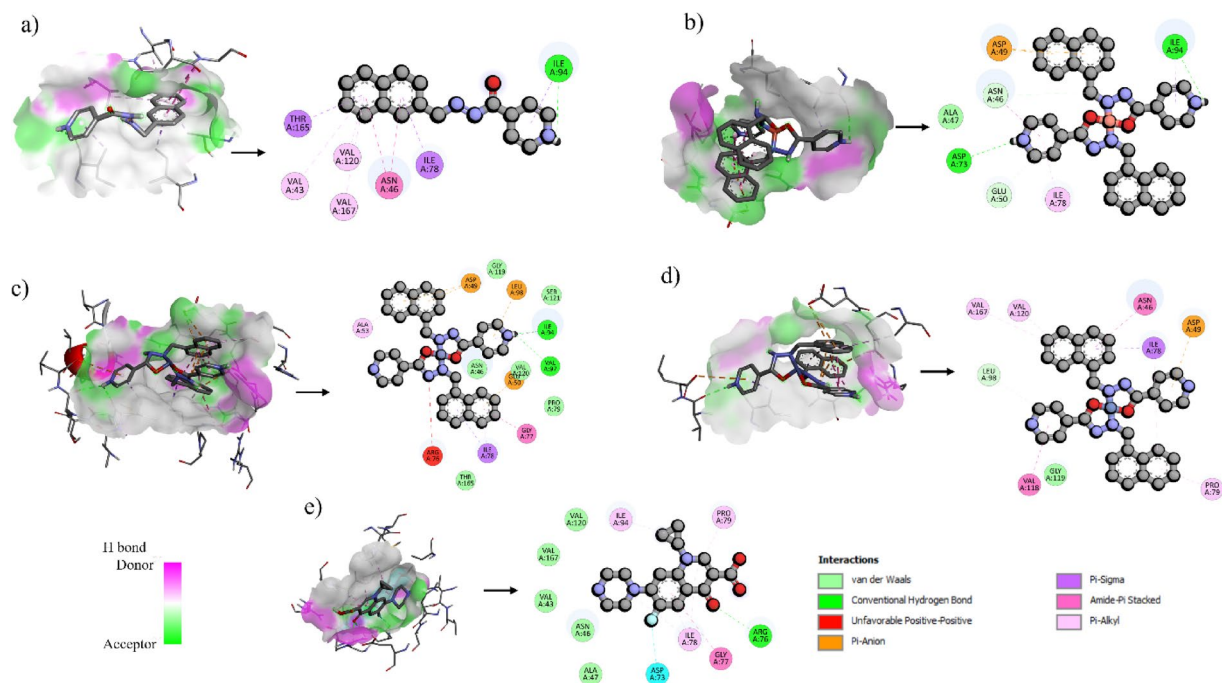 a)
ILE
A:94
THR
A:165
VAL
A:120
VAL
A:43
ASN
A:46
ILE
A:78
VAL
A:167
b)
ASP
A:49
ILE
A:94
ASN
A:46
ALA
A:47
ASP
A:73
GLU
A:50
ILE
A:78
c)
GLY
A:119
ASP
A:49
LEU
A:98
SER
A:121
ALA
A:53
ILE
A:94
VAL
A:97
ASN
A:46
VAL
A:120
A:50
PRO
A:79
GLY
A:77
ARG
A:76
ILE
A:78
THR
A:165
d)
VAL
A:167
VAL
A:120
ASN
A:46
ASP
A:49
ILE
A:78
LEU
A:98
VAL
A:118
GLY
A:119
PRO
A:79
e)
VAL
A:120
ILE
A:94
PRO
A:79
VAL
A:167
VAL
A:43
ASN
A:46
ILE
A:78
ARG
A:76
GLY
A:77
ALA
A:47
ASP
A:73
H bond
Donor
Acceptor
Interactions
van der Waals
Conventional Hydrogen Bond
Unfavorable Positive-Positive
Pi-Anion
Pi-Sigma
Amide-Pi Stacked
Pi-Alkyl